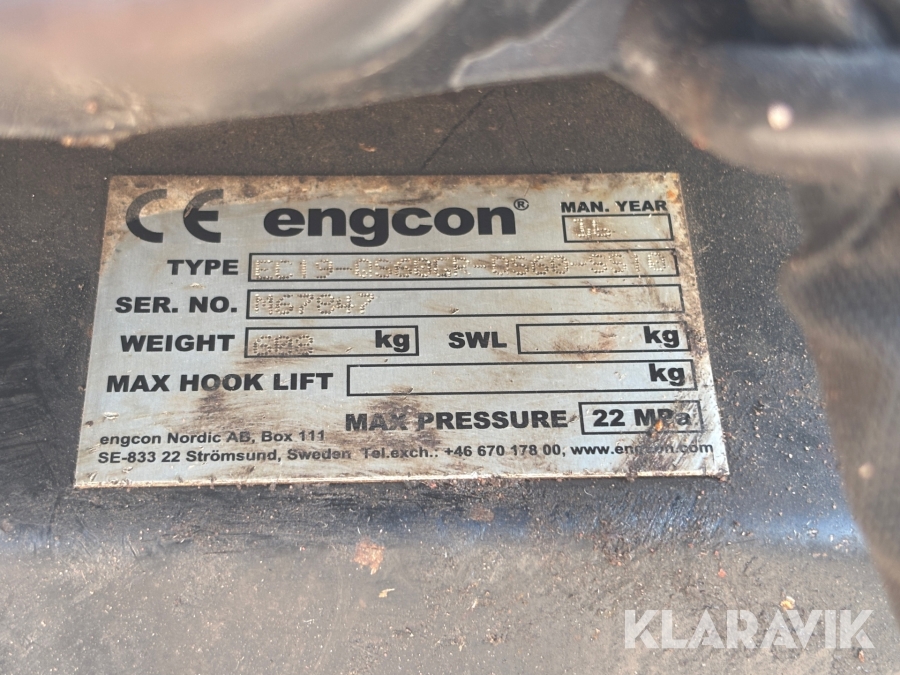 CE engcon® MAN. YEAR
TYPE
SER. NO. M67847
WEIGHT kg SWL kg
MAX HOOK LIFT kg
MAX PRESSURE 22 MPa
engcon Nordic AB, Box 111
SE-833 22 Strömsund, Sweden Tel.exch.: +46 670 178 00, www.engcon.com
KLARAVIK